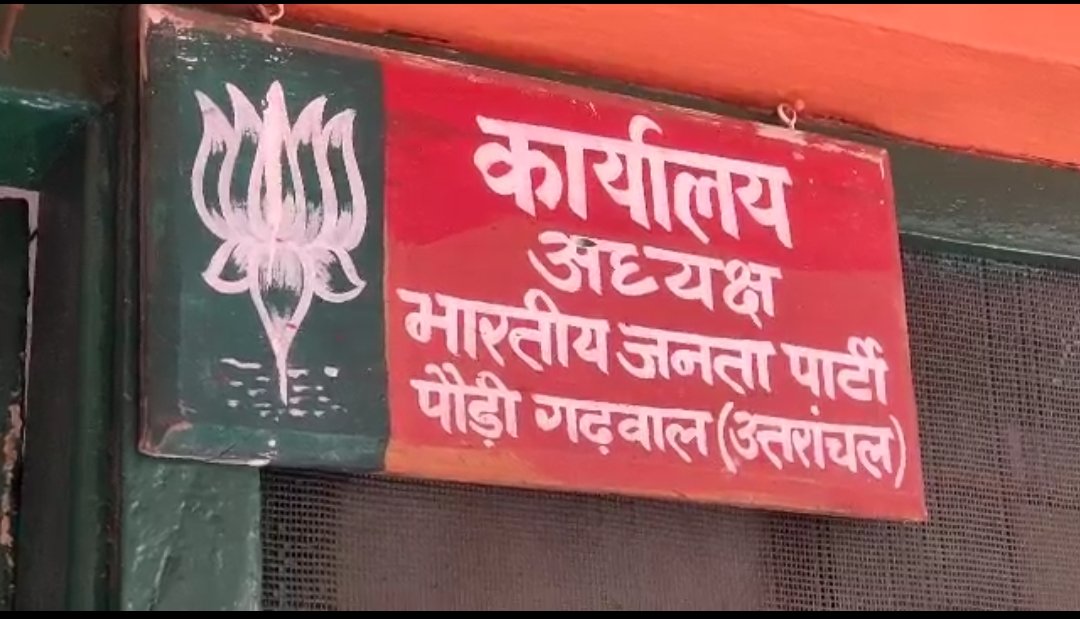 कार्यालय
अध्यक्ष
भारतीय जनता पार्टी
पौड़ी गढ़वाल (उत्तरांचल)